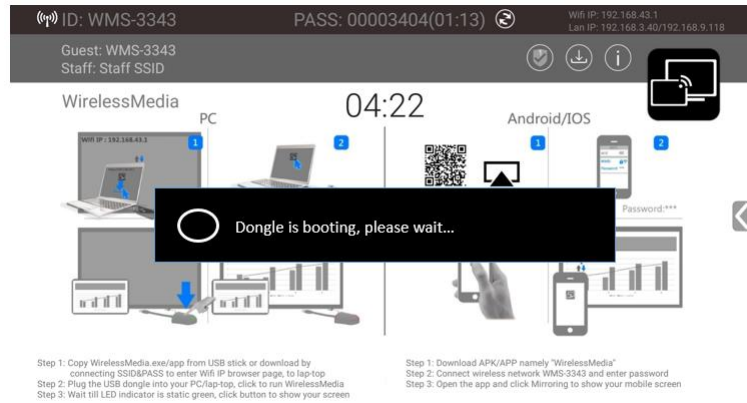 ID: WMS-3343
PASS: 00003404(01:13)
Wifi IP: 192.168.43.1
Lan IP: 192.168.3.40/192.168.9.118
Guest: WMS-3343
Staff: Staff SSID
WirelessMedia
04:22
PC
Android/IOS
Wifi IP : 192.168.43.1
1
2
1
2
Dongle is booting, please wait...
Password:***
Step 1: Copy WirelessMedia.exe/app from USB stick or download by
connecting SSID&PASS to enter Wifi IP browser page, to lap-top
Step 2: Plug the USB dongle into your PC/lap-top, click to run WirelessMedia
Step 3: Wait till LED indicator is static green, click button to show your screen
Step 1: Download APK/APP namely "WirelessMedia"
Step 2: Connect wireless network WMS-3343 and enter password
Step 3: Open the app and click Mirroring to show your mobile screen